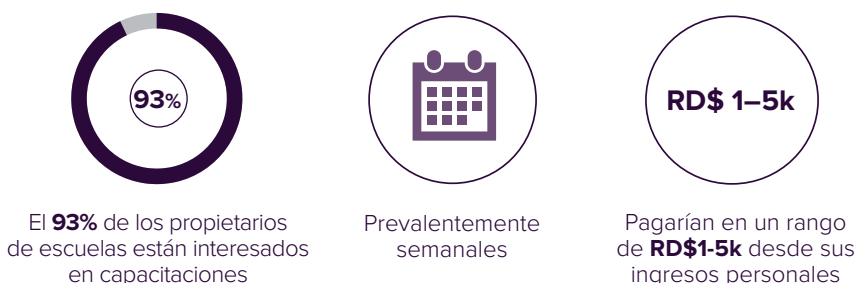 93%
El 93% de los propietarios
de escuelas están interesados
en capacitaciones
Prevalentemente
semanales
RD$ 1–5k
Pagarían en un rango
de RD$1-5k desde sus
ingresos personales